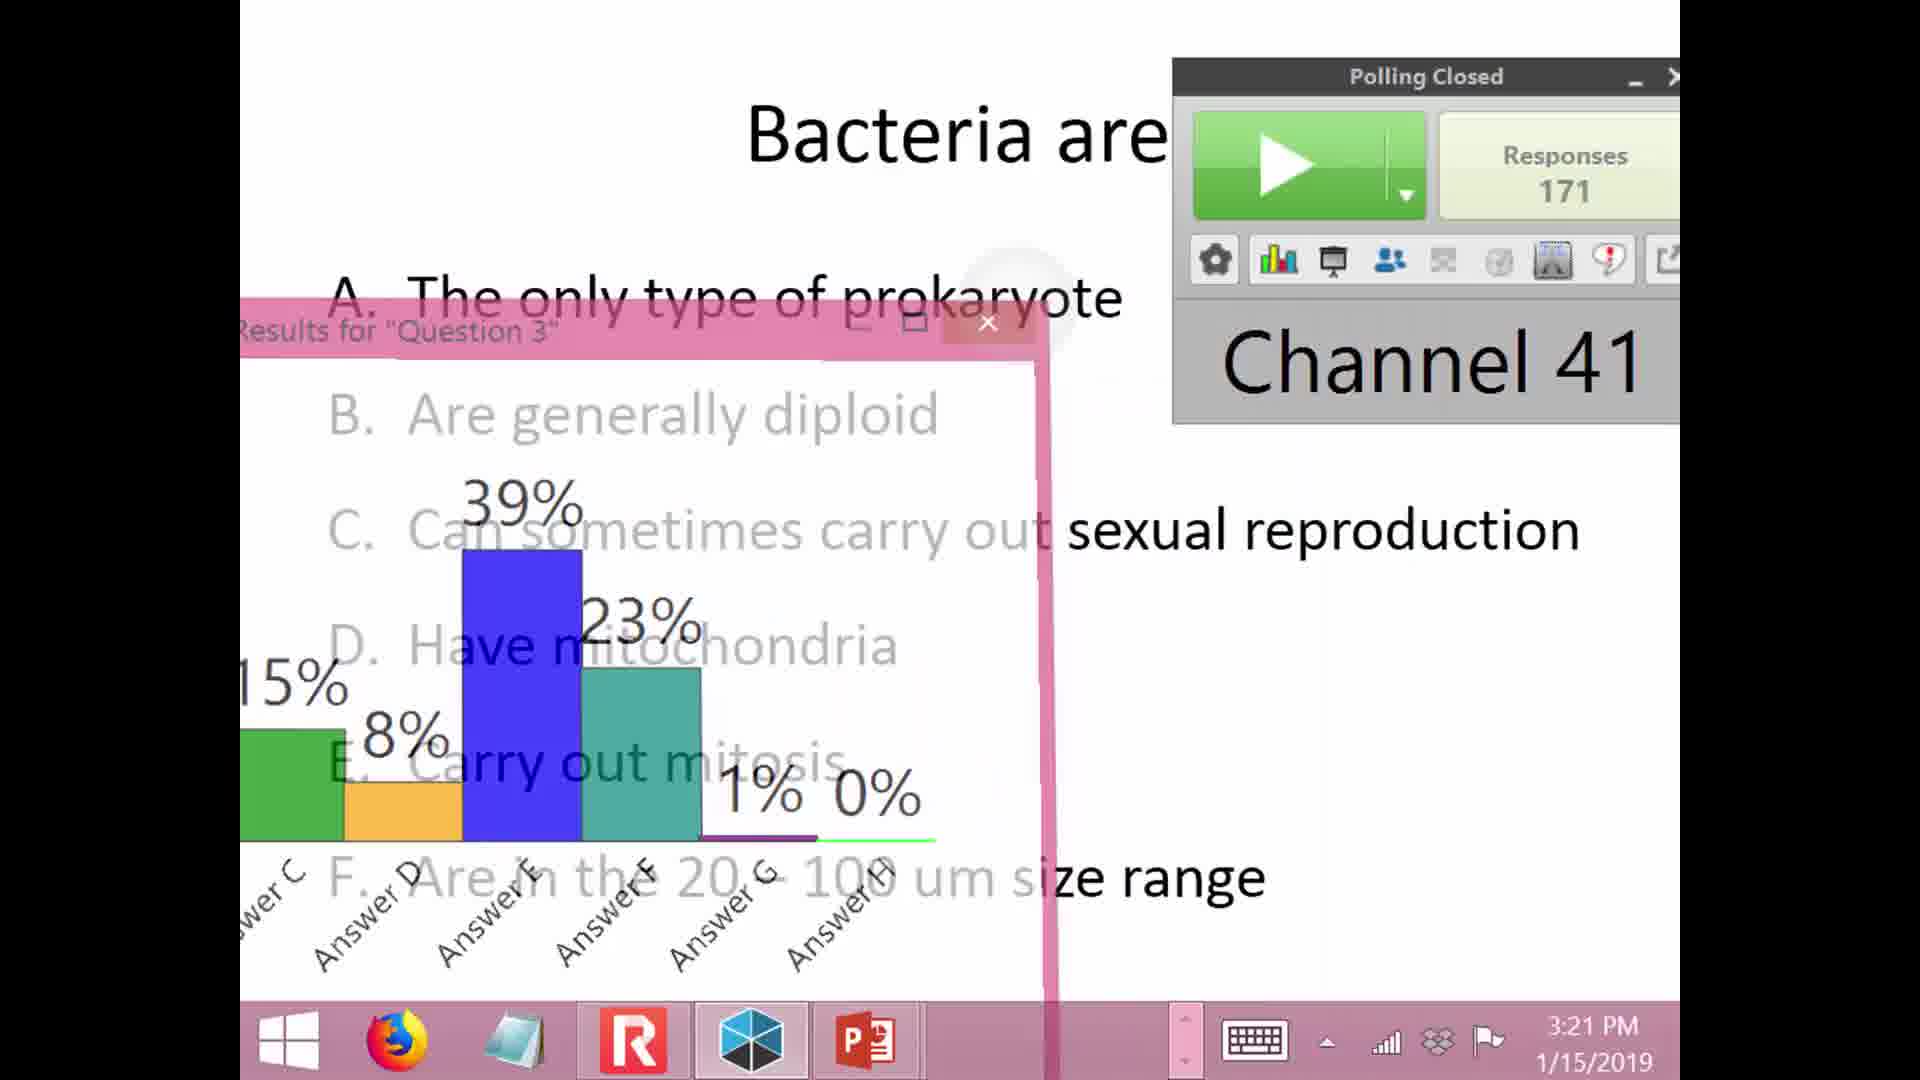 Bacteria are
Polling Closed
Responses
171
Channel 41
A. The only type of prokaryote
Results for "Question 3"
B. Are generally diploid
C. Can sometimes carry out sexual reproduction
D. Have mitochondria
E. Carry out mitosis
F. Are in the 20 - 100 um size range
15%
8%
39%
23%
1%
0%
wer C
Answer D
Answer E
Answer F
Answer G
Answer H
3:21 PM
1/15/2019